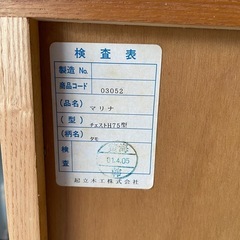 検査表
製造 No.
商品コード 03052
(品名) マリナ
(型) チェストH75型
(柄名) タモ
検査
01.4.05
起立木工株式会社